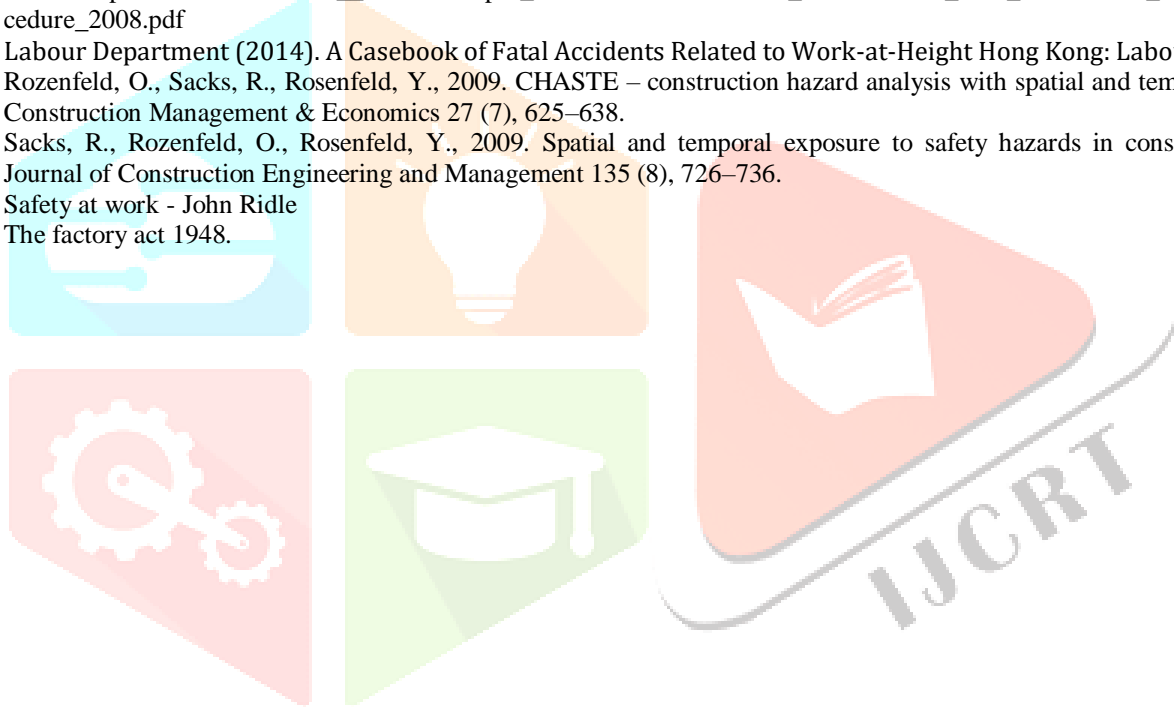 cedure_2008.pdf
Labour Department (2014). A Casebook of Fatal Accidents Related to Work-at-Height Hong Kong: Labo
Rozenfeld, O., Sacks, R., Rosenfeld, Y., 2009. CHASTE – construction hazard analysis with spatial and tem
Construction Management & Economics 27 (7), 625–638.
Sacks, R., Rozenfeld, O., Rosenfeld, Y., 2009. Spatial and temporal exposure to safety hazards in cons
Journal of Construction Engineering and Management 135 (8), 726–736.
Safety at work - John Ridle
The factory act 1948.
IJCRT